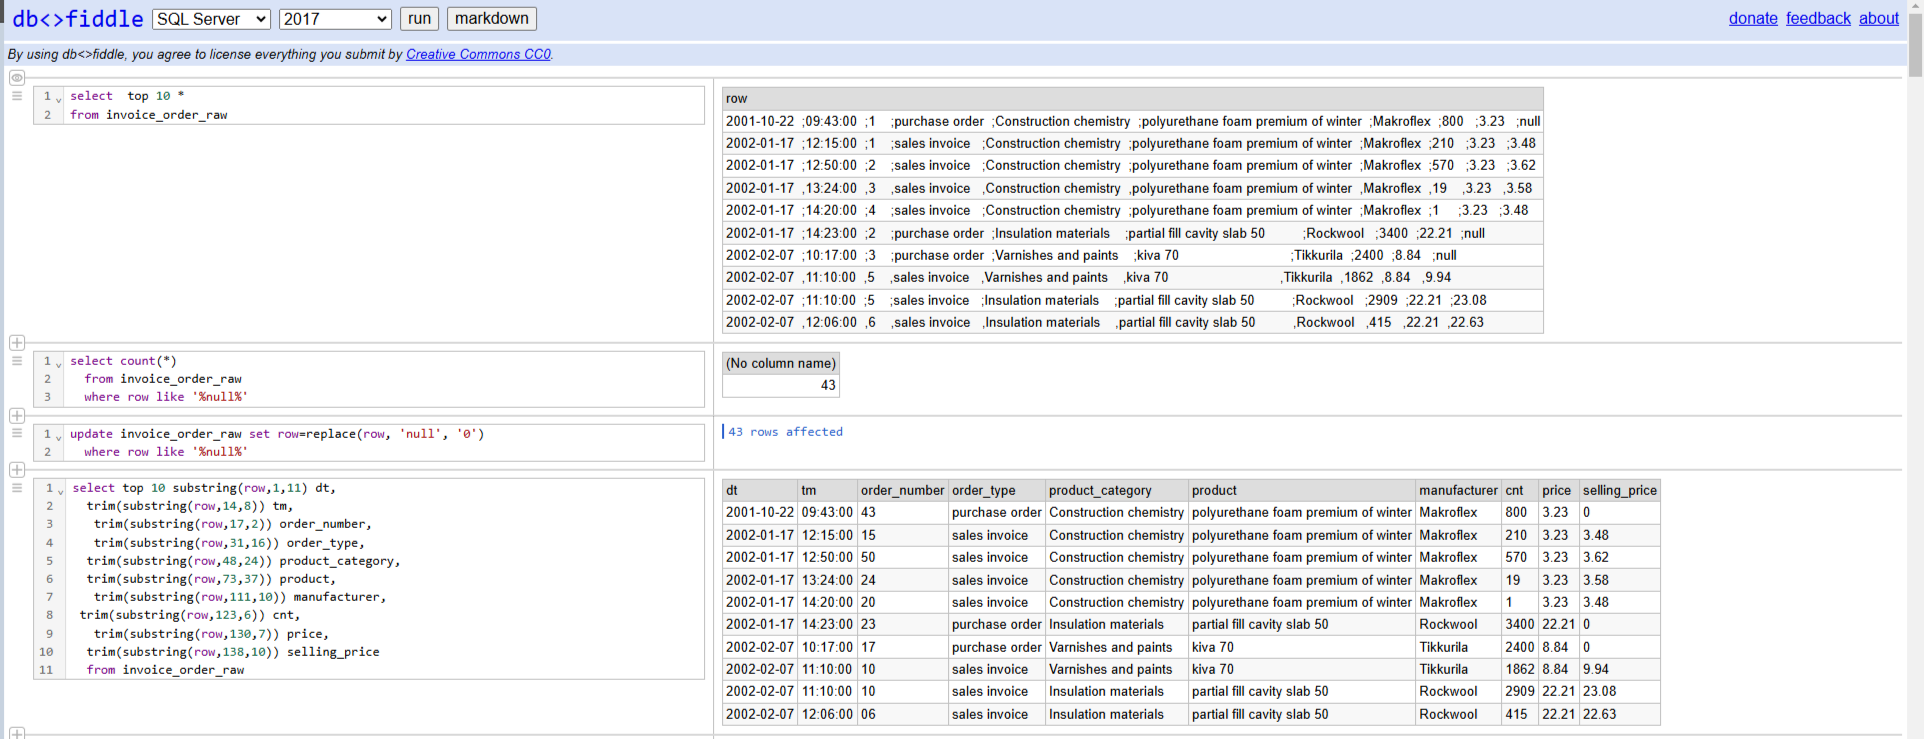 db<>fiddle SQL Server 2017 run markdown donate feedback about
By using db<>fiddle, you agree to license everything you submit by Creative Commons CC0.
1 select  top 10 *
2 from invoice_order_raw
row
2001-10-22 ;09:43:00 ;1 ;purchase order ;Construction chemistry ;polyurethane foam premium of winter ;Makroflex ;800 ;3.23 ;null
2002-01-17 ;12:15:00 ;1 ;sales invoice ;Construction chemistry ;polyurethane foam premium of winter ;Makroflex ;210 ;3.23 ;3.48
2002-01-17 ;12:50:00 ;2 ;sales invoice ;Construction chemistry ;polyurethane foam premium of winter ;Makroflex ;570 ;3.23 ;3.62
2002-01-17 ,13:24:00 ,3 ,sales invoice ,Construction chemistry ,polyurethane foam premium of winter ,Makroflex ,19 ,3.23 ,3.58
2002-01-17 ;14:20:00 ;4 ;sales invoice ;Construction chemistry ;polyurethane foam premium of winter ;Makroflex ;1 ;3.23 ;3.48
2002-01-17 ;14:23:00 ;2 ;purchase order ;Insulation materials ;partial fill cavity slab 50 ;Rockwool ;3400 ;22.21 ;null
2002-02-07 ;10:17:00 ;3 ;purchase order ;Varnishes and paints ;kiva 70 ;Tikkurila ;2400 ;8.84 ;null
2002-02-07 ,11:10:00 ,5 ,sales invoice ,Varnishes and paints ,kiva 70 ,Tikkurila ,1862 ,8.84 ,9.94
2002-02-07 ;11:10:00 ;5 ;sales invoice ;Insulation materials ;partial fill cavity slab 50 ;Rockwool ;2909 ;22.21 ;23.08
2002-02-07 ,12:06:00 ,6 ,sales invoice ,Insulation materials ,partial fill cavity slab 50 ,Rockwool ,415 ,22.21 ,22.63
1 select count(*)
2   from invoice_order_raw
3   where row like '%null%'
(No column name)
43
1 update invoice_order_raw set row=replace(row, 'null', '0')
2   where row like '%null%'
43 rows affected
1 select top 10 substring(row,1,11) dt,
2   trim(substring(row,14,8)) tm,
3    trim(substring(row,17,2)) order_number,
4    trim(substring(row,31,16)) order_type,
5   trim(substring(row,48,24)) product_category,
6   trim(substring(row,73,37)) product,
7    trim(substring(row,111,10)) manufacturer,
8  trim(substring(row,123,6)) cnt,
9    trim(substring(row,130,7)) price,
10   trim(substring(row,138,10)) selling_price
11   from invoice_order_raw
dt tm order_number order_type product_category product manufacturer cnt price selling_price
2001-10-22 09:43:00 43 purchase order Construction chemistry polyurethane foam premium of winter Makroflex 800 3.23 0
2002-01-17 12:15:00 15 sales invoice Construction chemistry polyurethane foam premium of winter Makroflex 210 3.23 3.48
2002-01-17 12:50:00 50 sales invoice Construction chemistry polyurethane foam premium of winter Makroflex 570 3.23 3.62
2002-01-17 13:24:00 24 sales invoice Construction chemistry polyurethane foam premium of winter Makroflex 19 3.23 3.58
2002-01-17 14:20:00 20 sales invoice Construction chemistry polyurethane foam premium of winter Makroflex 1 3.23 3.48
2002-01-17 14:23:00 23 purchase order Insulation materials partial fill cavity slab 50 Rockwool 3400 22.21 0
2002-02-07 10:17:00 17 purchase order Varnishes and paints kiva 70 Tikkurila 2400 8.84 0
2002-02-07 11:10:00 10 sales invoice Varnishes and paints kiva 70 Tikkurila 1862 8.84 9.94
2002-02-07 11:10:00 10 sales invoice Insulation materials partial fill cavity slab 50 Rockwool 2909 22.21 23.08
2002-02-07 12:06:00 06 sales invoice Insulation materials partial fill cavity slab 50 Rockwool 415 22.21 22.63